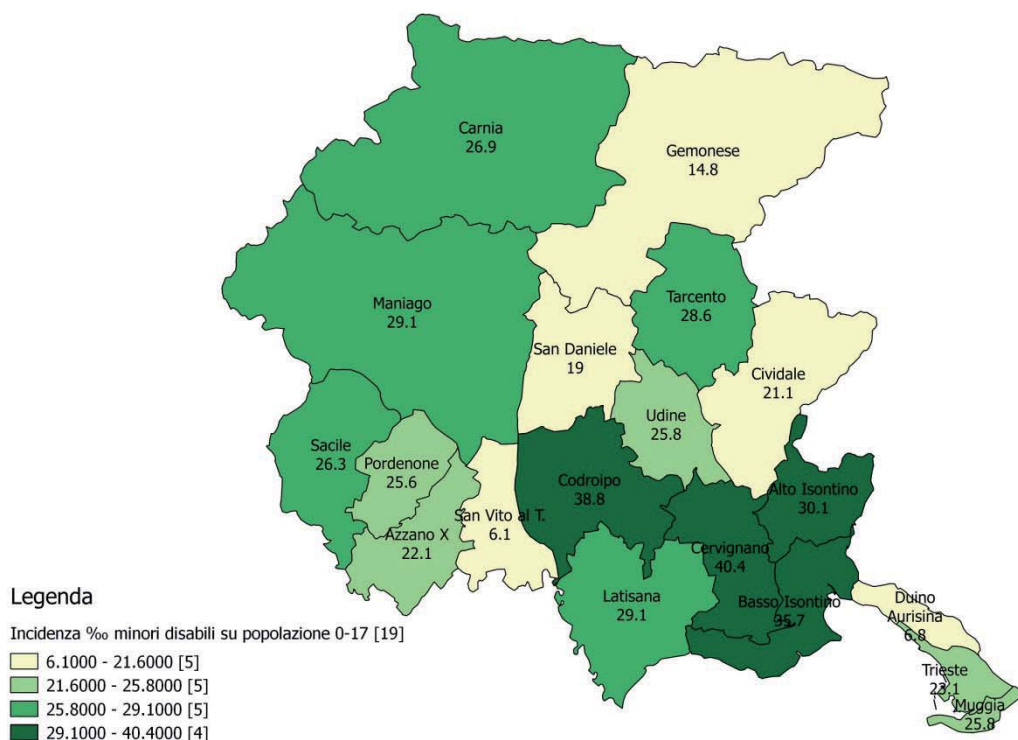 Carnia
26.9
Gemonese
14.8
Maniago
29.1
Tarcento
28.6
San Daniele
19
Cividale
21.1
Udine
25.8
Sacile
26.3
Pordenone
25.6
Codroipo
38.8
Alto Isontino
30.1
San Vito al T.
6.1
Azzano X
22.1
Cervignano
40.4
Latisana
29.1
Basso Isontino
35.7
Duino
Aurisina
6.8
Trieste
23.1
Muggia
25.8
Legenda
Incidenza ‰ minori disabili su popolazione 0-17 [19]
6.1000 - 21.6000 [5]
21.6000 - 25.8000 [5]
25.8000 - 29.1000 [5]
29.1000 - 40.4000 [4]